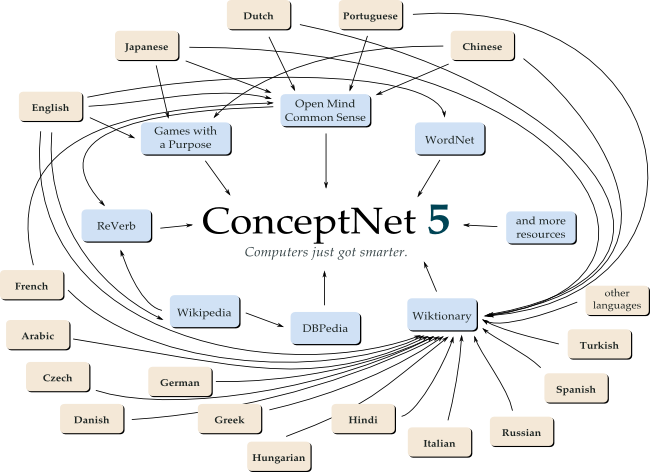 Dutch
Portuguese
Japanese
Chinese
English
Open Mind
Common Sense
Games with
a Purpose
WordNet
ReVerb
ConceptNet 5
and more
resources
Computers just got smarter.
French
other
languages
Wikipedia
DBPedia
Wiktionary
Arabic
Turkish
Czech
German
Spanish
Danish
Greek
Hindi
Russian
Italian
Hungarian